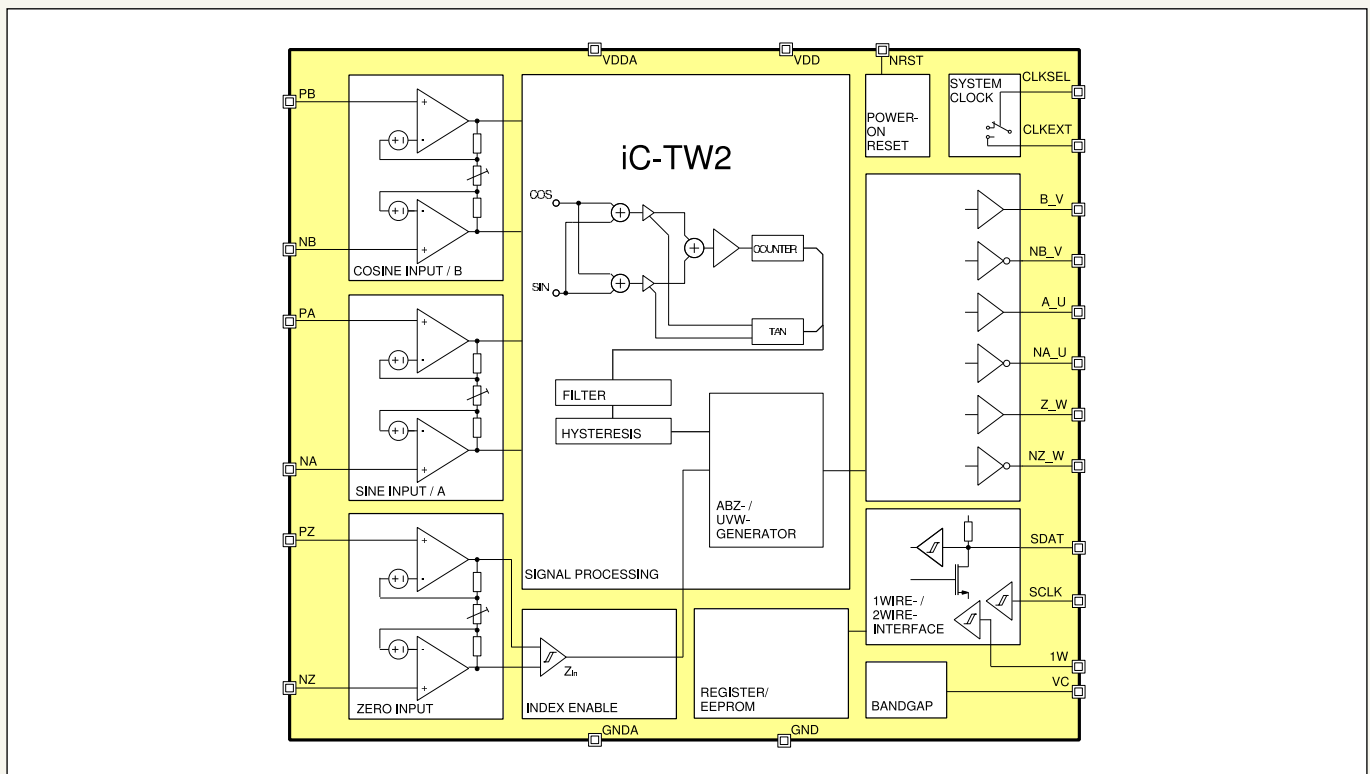 VDDA
VDD
NRST
PB
NB
COSINE INPUT / B
PA
NA
SINE INPUT / A
PZ
NZ
ZERO INPUT
iC-TW2
COS
SIN
COUNTER
TAN
FILTER
HYSTERESIS
ABZ- /
UVW-
GENERATOR
SIGNAL PROCESSING
ZIn
INDEX ENABLE
REGISTER/
EEPROM
POWER-
ON
RESET
SYSTEM
CLOCK
CLKSEL
CLKEXT
B_V
NB_V
A_U
NA_U
Z_W
NZ_W
1WIRE- /
2WIRE-
INTERFACE
SDAT
SCLK
1W
VC
BANDGAP
GNDA
GND